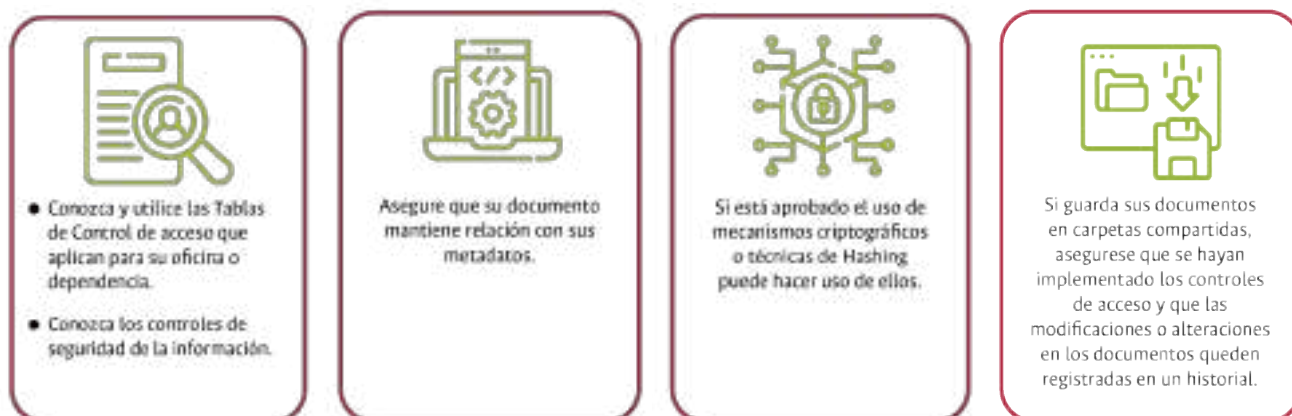 ● Conozca y utilice las Tablas
de Control de acceso que
aplican para su oficina o
dependencia.
● Conozca los controles de
seguridad de la información.
Asegure que su documento
mantiene relación con sus
metadatos.
Si está aprobado el uso de
mecanismos criptográficos
o técnicas de Hashing
puede hacer uso de ellos.
Si guarda sus documentos
en carpetas compartidas,
asegurese que se hayan
implementado los controles
de acceso y que las
modificaciones o alteraciones
en los documentos queden
registradas en un historial.